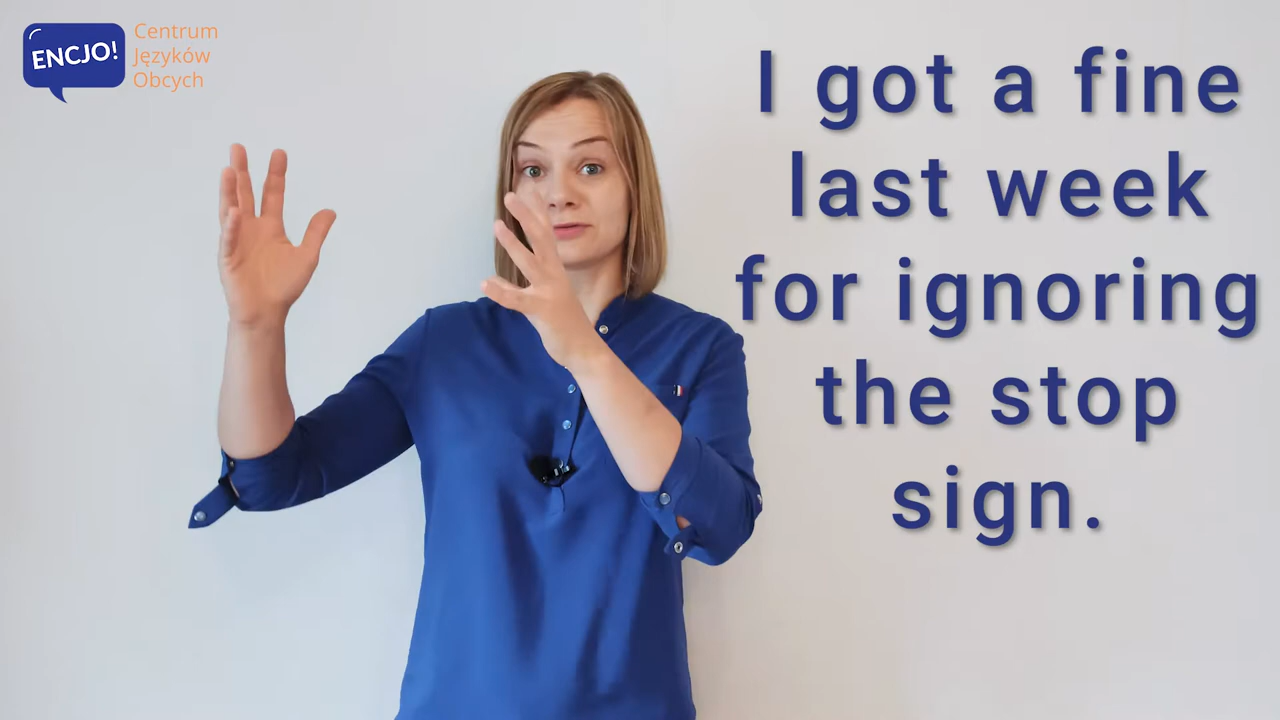 ENCJO!
Centrum
Języków
Obcych
I got a fine
last week
for ignoring
the stop
sign.